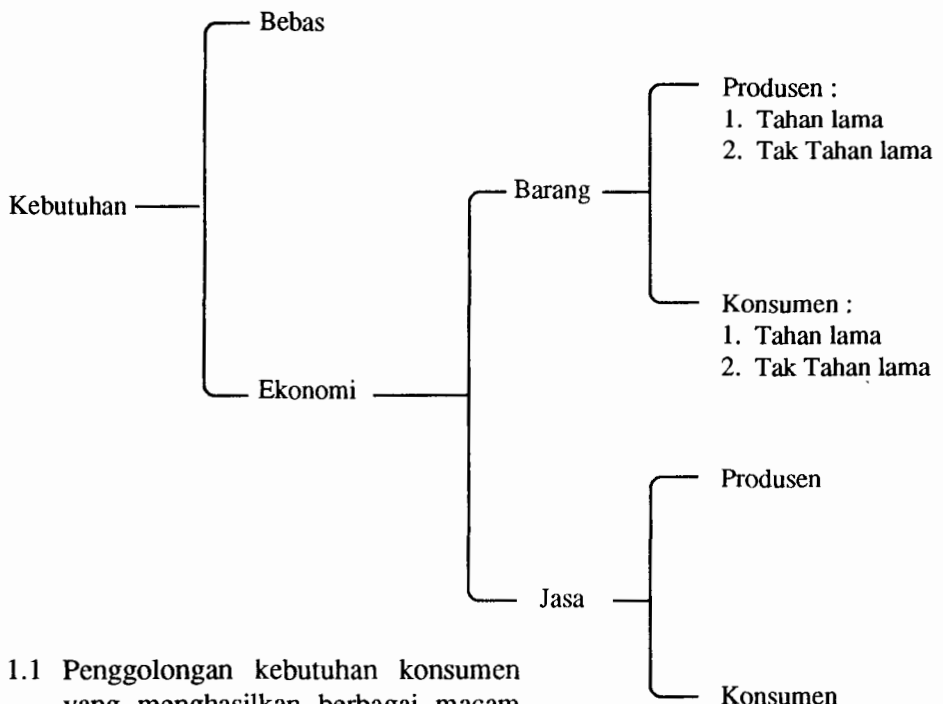 Bebas
Produsen :
1. Tahan lama
2. Tak Tahan lama
Barang
Kebutuhan
Konsumen :
1. Tahan lama
2. Tak Tahan lama
Ekonomi
Produsen
Jasa
1.1 Penggolongan kebutuhan konsumen
yang menghasilkan berbagai macam
Konsumen